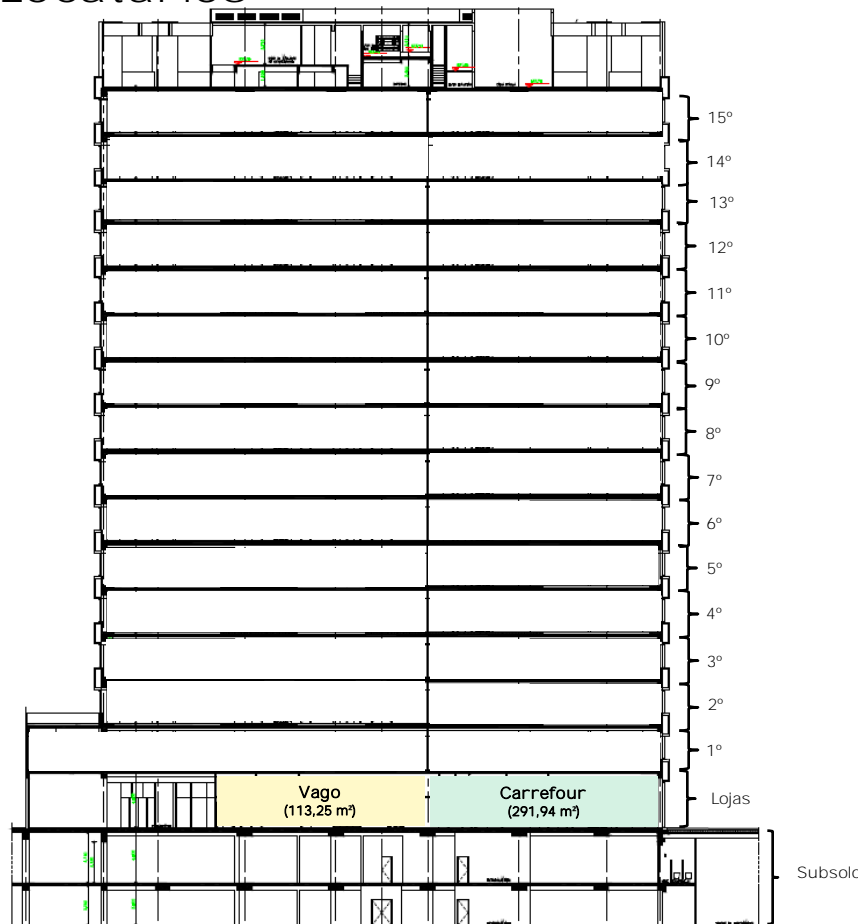 15º
14º
13º
12º
11º
10º
9º
8º
7º
6º
5º
4º
3º
2º
1º
Vago
(113,25 m²)
Carrefour
(291,94 m²)
Lojas
Subsolo